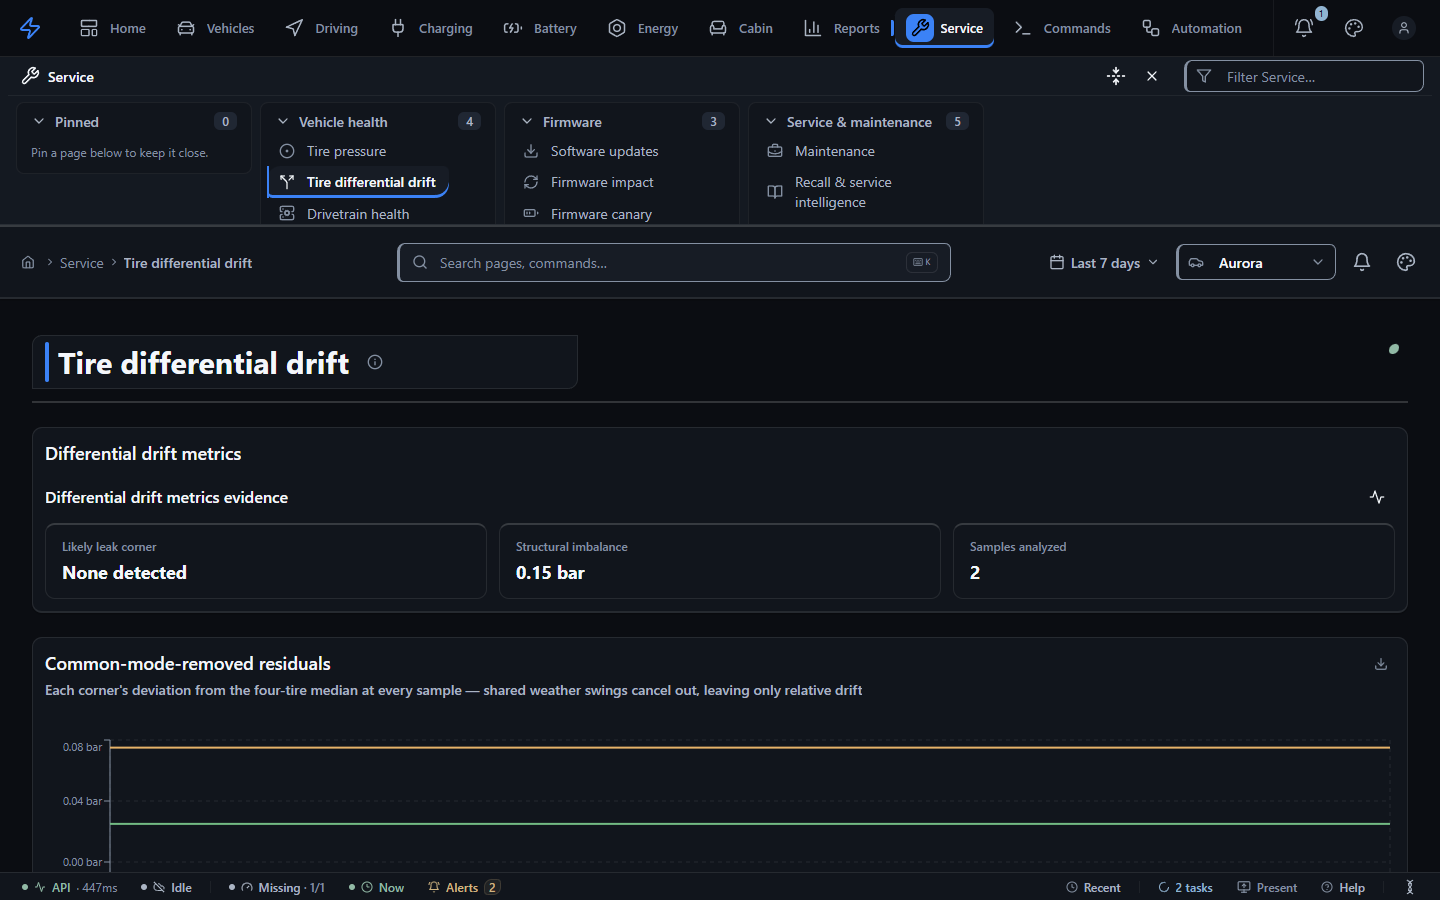 Home
Vehicles
Driving
Charging
Battery
Energy
Cabin
Reports
Service
Commands
Automation
1
Service
Filter Service...
Pinned
0
Pin a page below to keep it close.
Vehicle health
4
Tire pressure
Tire differential drift
Drivetrain health
Firmware
3
Software updates
Firmware impact
Firmware canary
Service & maintenance
5
Maintenance
Recall & service
intelligence
Service
Tire differential drift
Search pages, commands...
K
Last 7 days
Aurora
Tire differential drift
Differential drift metrics
Differential drift metrics evidence
Likely leak corner
None detected
Structural imbalance
0.15 bar
Samples analyzed
2
Common-mode-removed residuals
Each corner's deviation from the four-tire median at every sample — shared weather swings cancel out, leaving only relative drift
0.08 bar
0.04 bar
0.00 bar
API · 447ms
Idle
Missing · 1/1
Now
Alerts 2
Recent
2 tasks
Present
Help